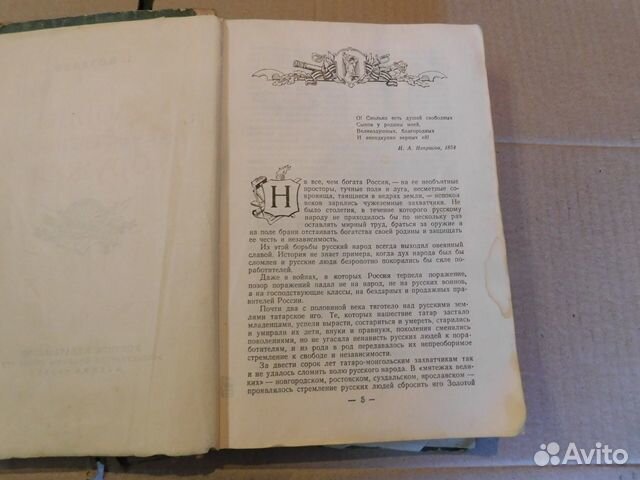 О! Сколько есть душой свободных
Сынов у родины моей,
Великодушных, благородных
И неподкупно верных ей!
И. А. Некрасов, 1854
На все, чем богата Россия, — на ее необъятные
просторы, тучные поля и луга, несметные со-
кровища, таящиеся в недрах земли, — испокон
веков зарились чужеземные захватчики. Не
было столетия, в течение которого русскому
народу не приходилось бы по нескольку раз
оставлять мирный труд, браться за оружие и
на поле брани отстаивать богатства своей родины и защищать
ее честь и независимость.
Из этой борьбы русский народ всегда выходил овеянный
славой. История не знает примера, когда дух народа был бы
сломлен и русские люди безропотно покорились бы силе по-
работителей.
Даже в войнах, в которых Россия терпела поражение,
позор поражений падал не на народ, не на русских воинов,
а на господствующие классы, на бездарных и продажных пра-
вителей России.
Почти два с половиной века тяготело над русскими зем-
лями татарское иго. Те, которых нашествие татар застало
младенцами, успели вырасти, состариться и умереть, старились
и умирали их дети, внуки и правнуки, поколения сменялись
поколениями, но не угасала ненависть русских людей к пора-
ботителям, и из рода в род передавалось их непреоборимое
стремление к свободе и независимости.
За двести сорок лет татаро-монгольским захватчикам так
и не удалось сломить волю русского народа. В «мятежах вели-
ких» — новгородском, ростовском, суздальском, ярославском —
проявлялось стремление русских людей сбросить иго Золотой
— 5 —
Avito